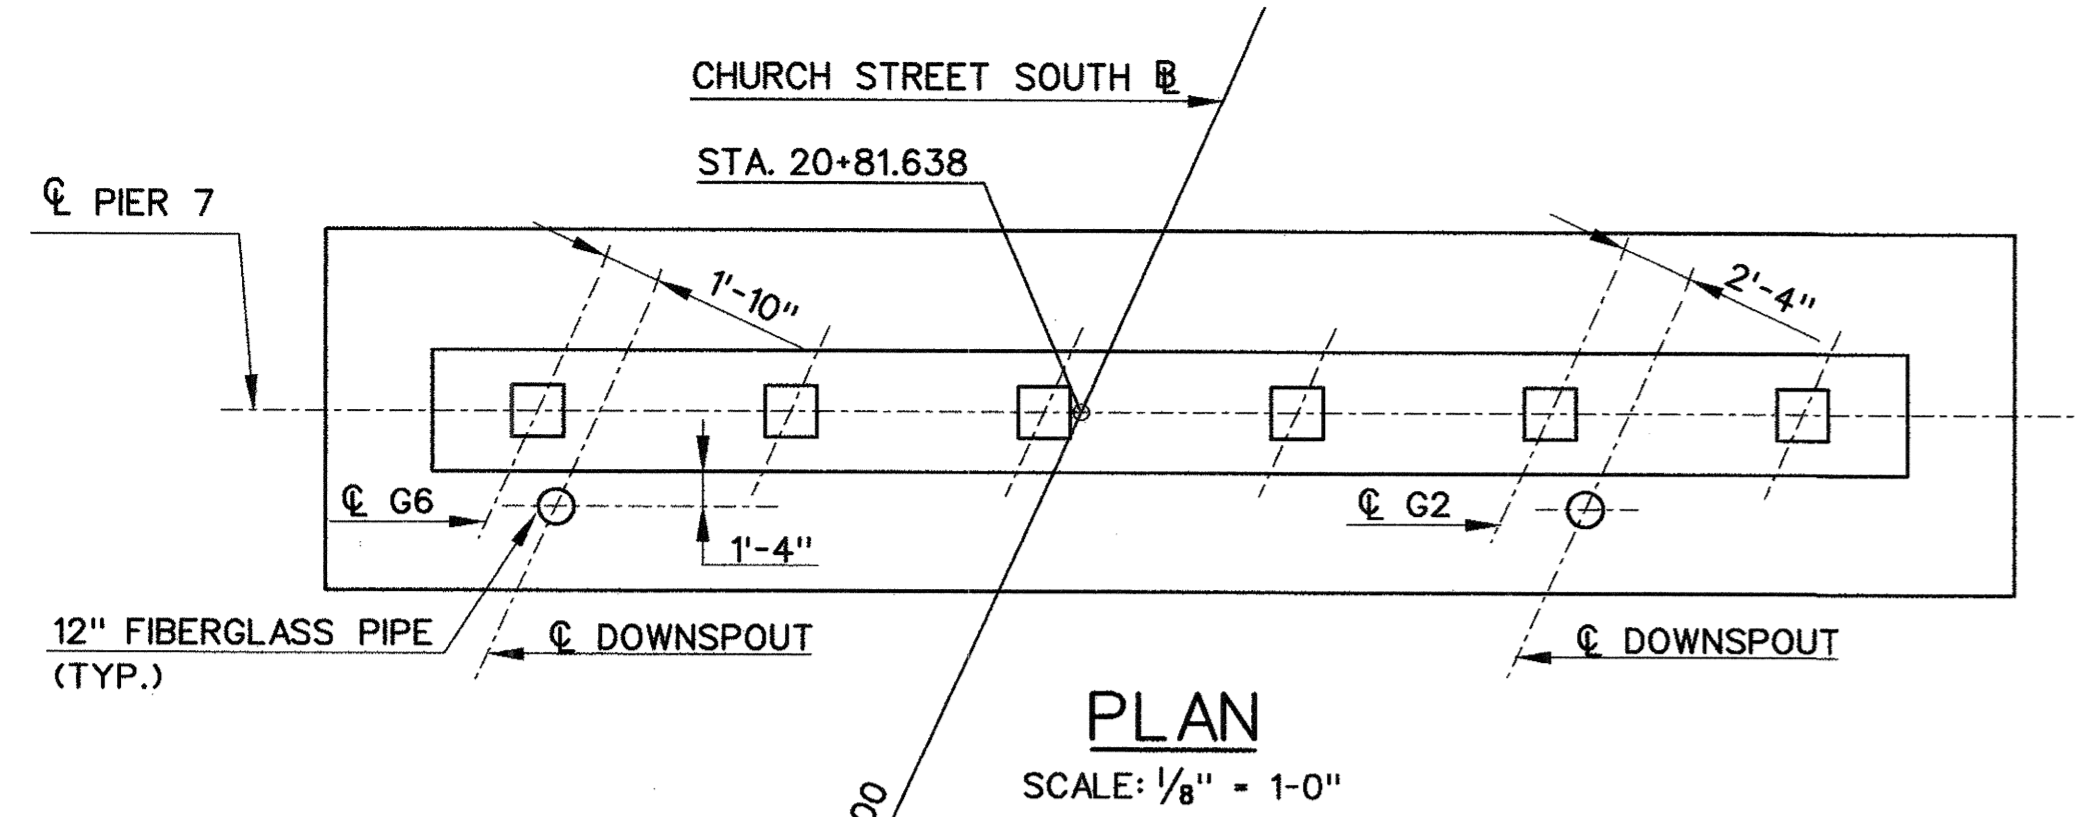 CHURCH STREET SOUTH ⅊
STA. 20+81.638
℄ PIER 7
1'-10"
2'-4"
℄ G6
℄ G2
1'-4"
12" FIBERGLASS PIPE
(TYP.)
℄ DOWNSPOUT
℄ DOWNSPOUT
PLAN
SCALE: 1/8" = 1-0"
00